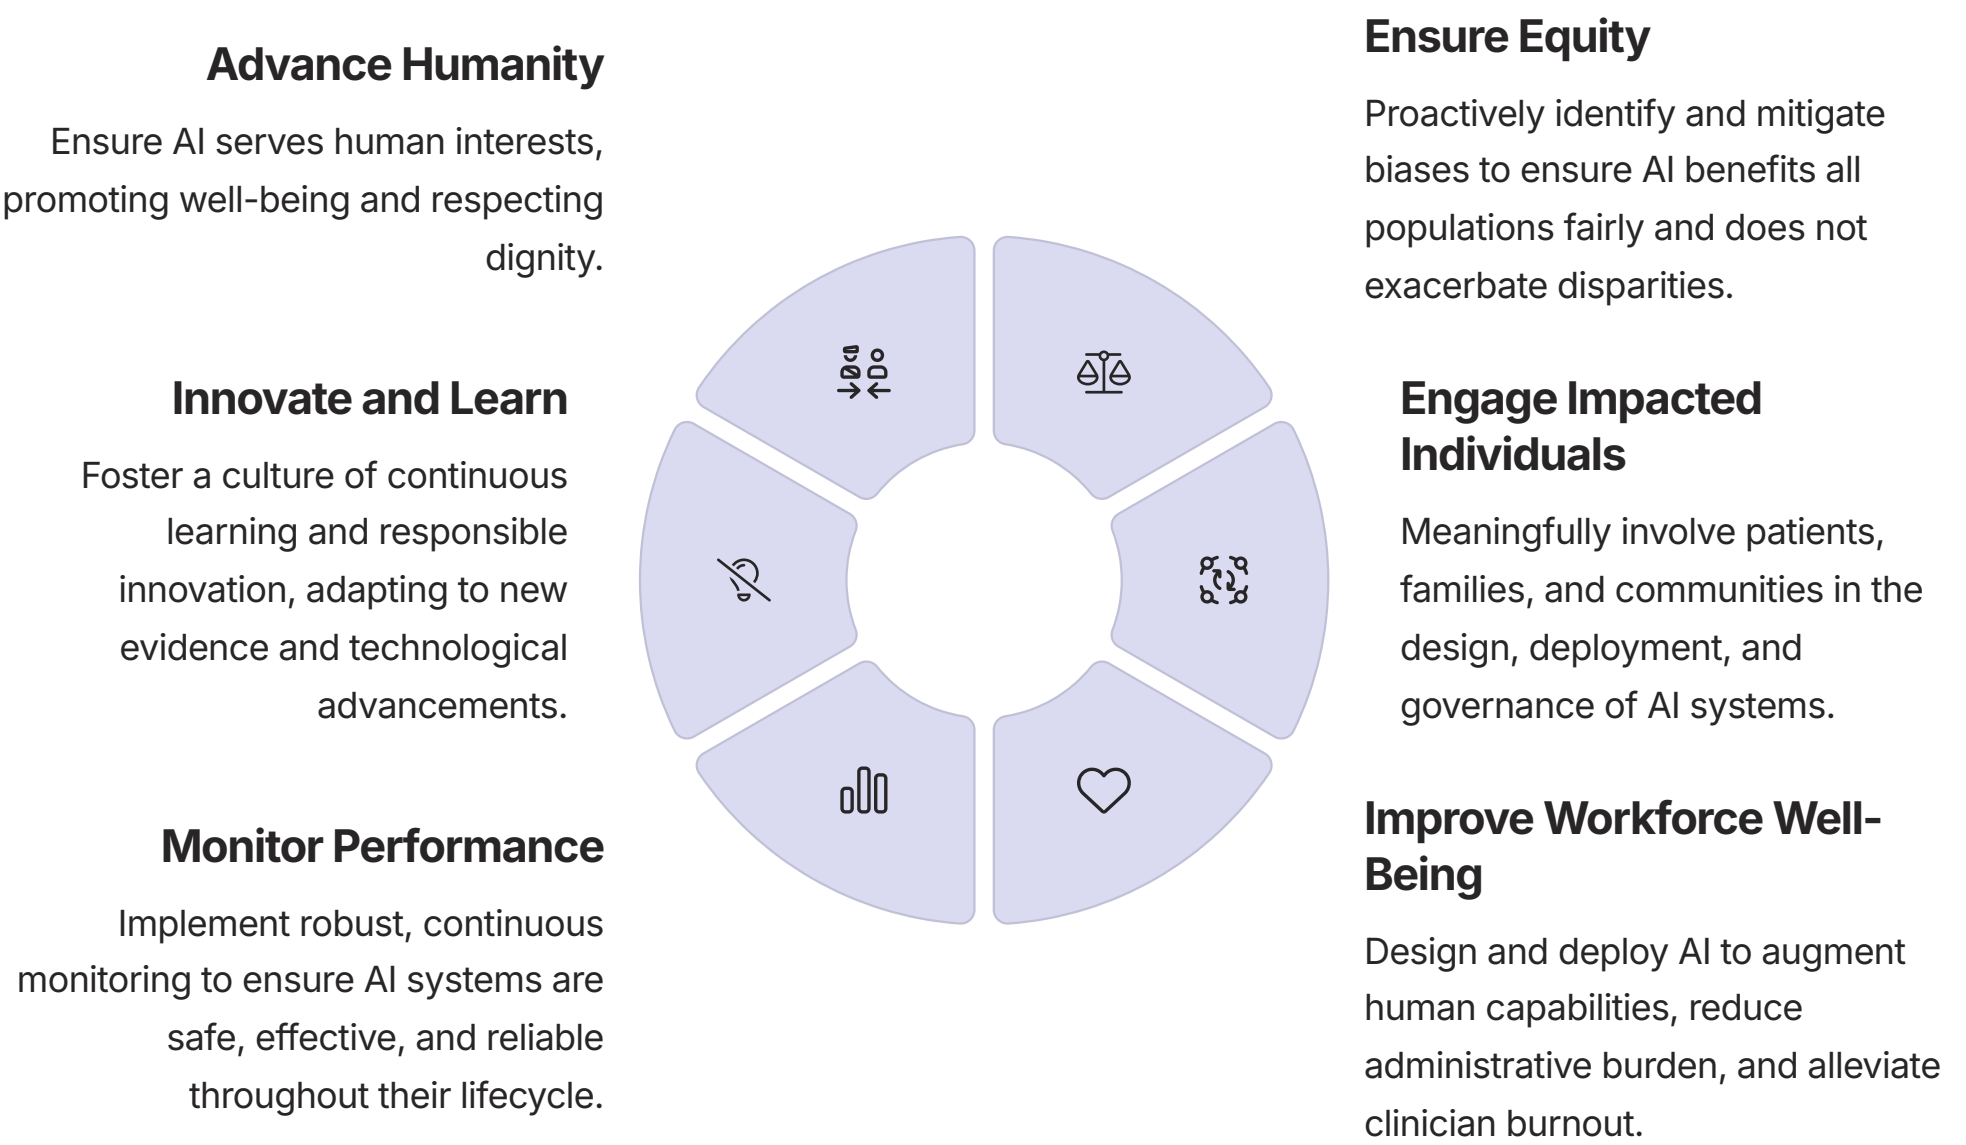 Advance Humanity
Ensure AI serves human interests,
promoting well-being and respecting
dignity.
Innovate and Learn
Foster a culture of continuous
learning and responsible
innovation, adapting to new
evidence and technological
advancements.
Monitor Performance
Implement robust, continuous
monitoring to ensure AI systems are
safe, effective, and reliable
throughout their lifecycle.
Ensure Equity
Proactively identify and mitigate
biases to ensure AI benefits all
populations fairly and does not
exacerbate disparities.
Engage Impacted
Individuals
Meaningfully involve patients,
families, and communities in the
design, deployment, and
governance of AI systems.
Improve Workforce Well-
Being
Design and deploy AI to augment
human capabilities, reduce
administrative burden, and alleviate
clinician burnout.